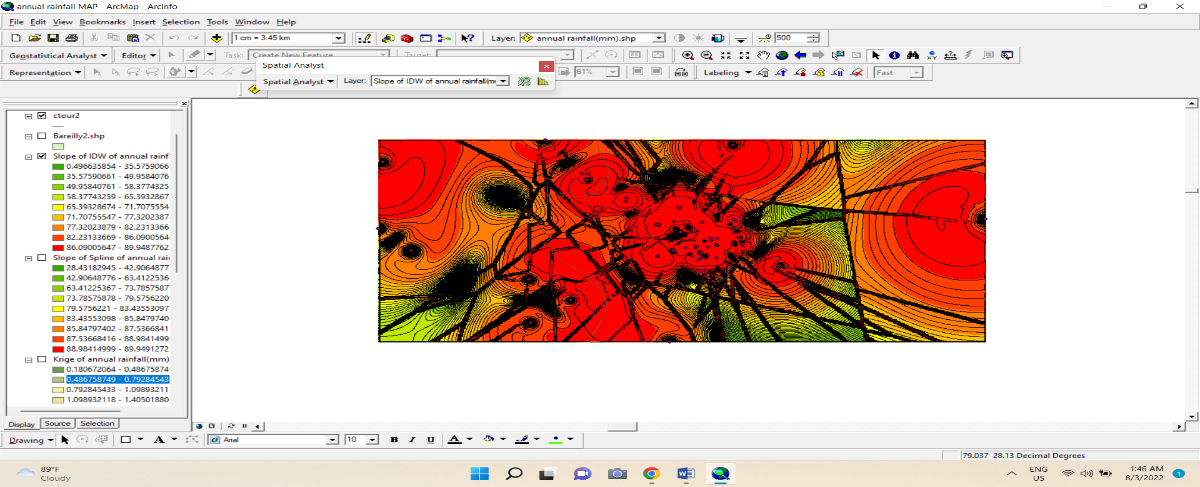 annual rainfall MAP - ArcMap - ArcInfo
File Edit View Bookmarks Insert Selection Tools Window Help
1 cm = 3.45 km
Layer: annual rainfall(mm).shp
500
Geostatistical Analyst
Editor
Task: Create New Feature
Target:
Spatial Analyst
Representation
61%
Labeling
Fast
Spatial Analyst Layer: Slope of IDW of annual rainfall(m
ctour2
Bareilly2.shp
Slope of IDW of annual rainf
0.496635854 - 35.5759066
35.57590661 - 49.9584076
49.95840761 - 58.3774325
58.37743259 - 65.3932867
65.39328674 - 71.7075554
71.70755547 - 77.3202387
77.32023879 - 82.2313366
82.23133669 - 86.0900564
86.09005647 - 89.9487762
Slope of Spline of annual rai
28.43182945 - 42.9064877
42.90648776 - 63.4122536
63.41225367 - 73.7857587
73.78575878 - 79.5756220
79.5756221 - 83.43553097
83.43553098 - 85.8479740
85.84797402 - 87.5366841
87.53668416 - 88.9841499
88.98414999 - 89.9491272
Krige of annual rainfall(mm)
0.180672064 - 0.48675874
0.486758749 - 0.79284543
0.792845433 - 1.09893211
1.098932118 - 1.40501880
Display Source Selection
Drawing
A
Arial
10
B I U A
79.037 28.13 Decimal Degrees
89°F
Cloudy
ENG
US
1:46 AM
8/3/2022
1